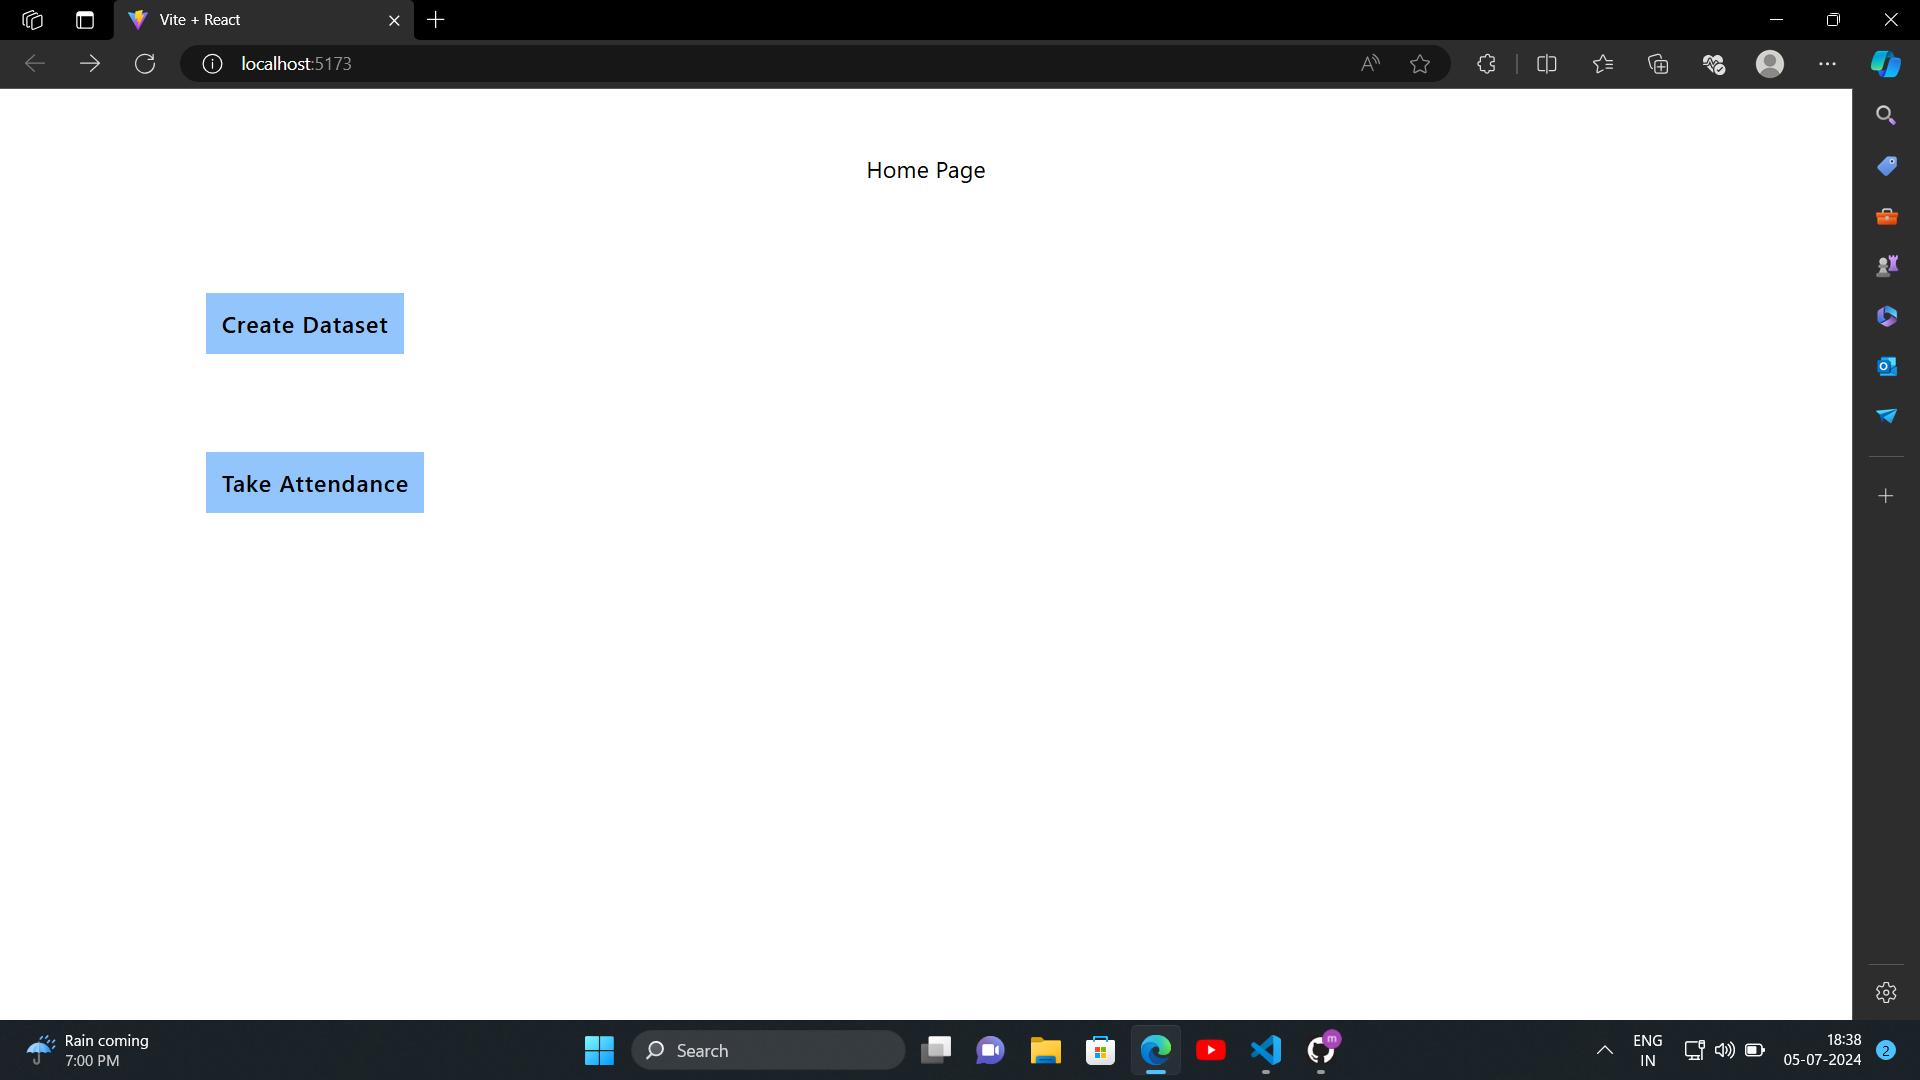 Vite + React
localhost:5173
Home Page
Create Dataset
Take Attendance
Rain coming
7:00 PM
Search
m
ENG
IN
18:38
05-07-2024
2